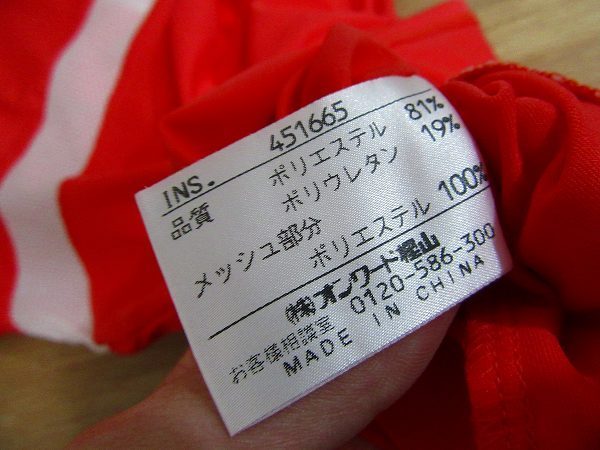 INS. 451665
品質 ポリエステル 81%
ポリウレタン 19%
メッシュ部分
ポリエステル 100%
(株)オンワード樫山
お客様相談室 0120-586-300
MADE IN CHINA